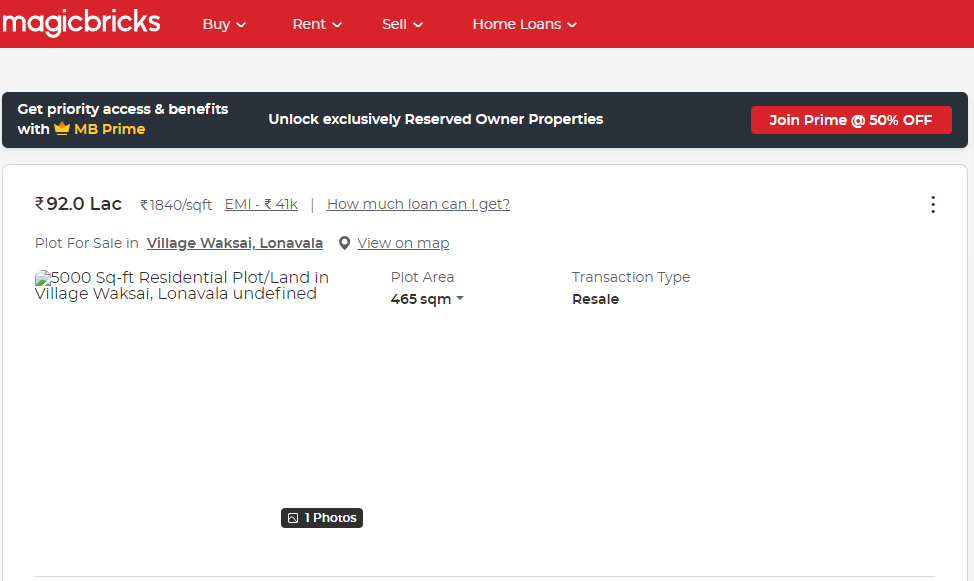 magicbricks Buy Rent Sell Home Loans
Get priority access & benefits
with MB Prime
Unlock exclusively Reserved Owner Properties
Join Prime @ 50% OFF
₹92.0 Lac ₹1840/sqft EMI - ₹ 41k | How much loan can I get?
Plot For Sale in Village Waksai, Lonavala View on map
5000 Sq-ft Residential Plot/Land in
Village Waksai, Lonavala undefined
Plot Area
465 sqm
Transaction Type
Resale
1 Photos